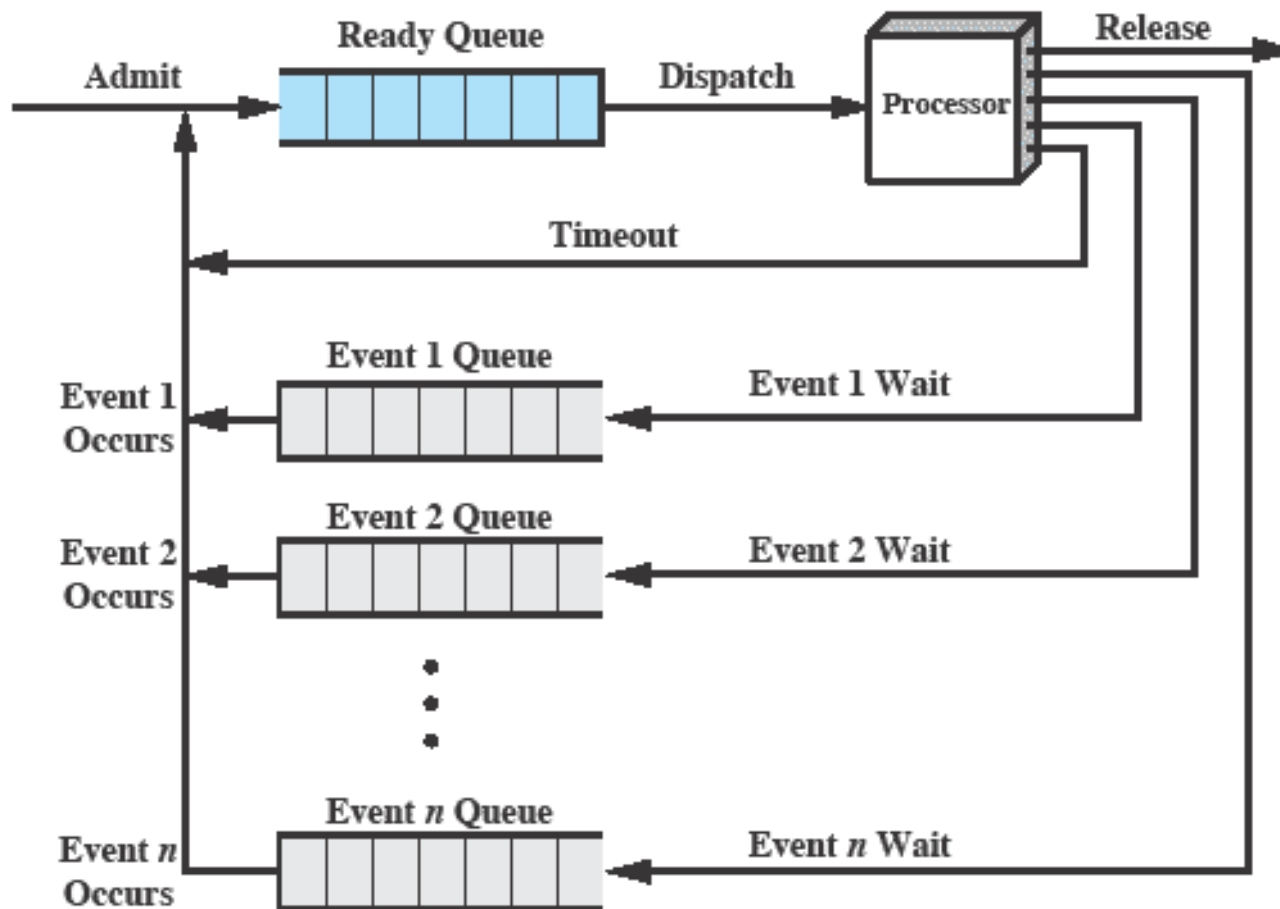 Ready Queue
Release
Admit
Dispatch
Processor
Timeout
Event 1 Queue
Event 1 Wait
Event 1
Occurs
Event 2 Queue
Event 2 Wait
Event 2
Occurs
Event n Queue
Event n Wait
Event n
Occurs